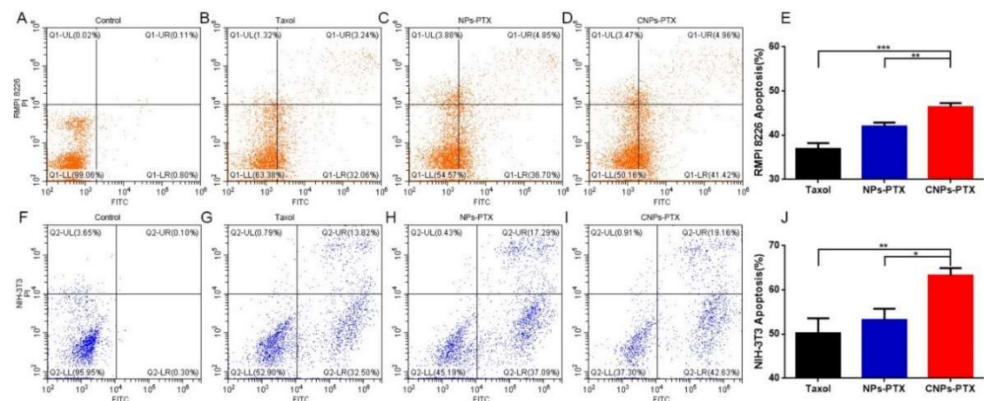 A
Control
Q1-UL(0.02%)
Q1-UR(0.11%)
Q1-LL(99.06%)
Q1-LR(0.80%)
RMPI 8226
PI
FITC
B
Taxol
Q1-UL(1.32%)
Q1-UR(3.24%)
Q1-LL(63.38%)
Q1-LR(32.06%)
FITC
C
NPs-PTX
Q1-UL(3.88%)
Q1-UR(4.85%)
Q1-LL(54.57%)
Q1-LR(36.70%)
FITC
D
CNPs-PTX
Q1-UL(3.47%)
Q1-UR(4.96%)
Q1-LL(50.16%)
Q1-LR(41.42%)
FITC
E
RMPI 8226 Apoptosis(%)
60
50
40
30
***
**
Taxol
NPs-PTX
CNPs-PTX
F
Control
Q2-UL(3.65%)
Q2-UR(0.10%)
Q2-LL(95.95%)
Q2-LR(0.30%)
NIH-3T3
PI
FITC
G
Taxol
Q2-UL(0.79%)
Q2-UR(13.82%)
Q2-LL(52.90%)
Q2-LR(32.50%)
FITC
H
NPs-PTX
Q2-UL(0.43%)
Q2-UR(17.29%)
Q2-LL(45.19%)
Q2-LR(37.09%)
FITC
I
CNPs-PTX
Q2-UL(0.91%)
Q2-UR(19.16%)
Q2-LL(37.30%)
Q2-LR(42.63%)
FITC
J
NIH-3T3 Apoptosis(%)
70
60
50
40
**
*
Taxol
NPs-PTX
CNPs-PTX